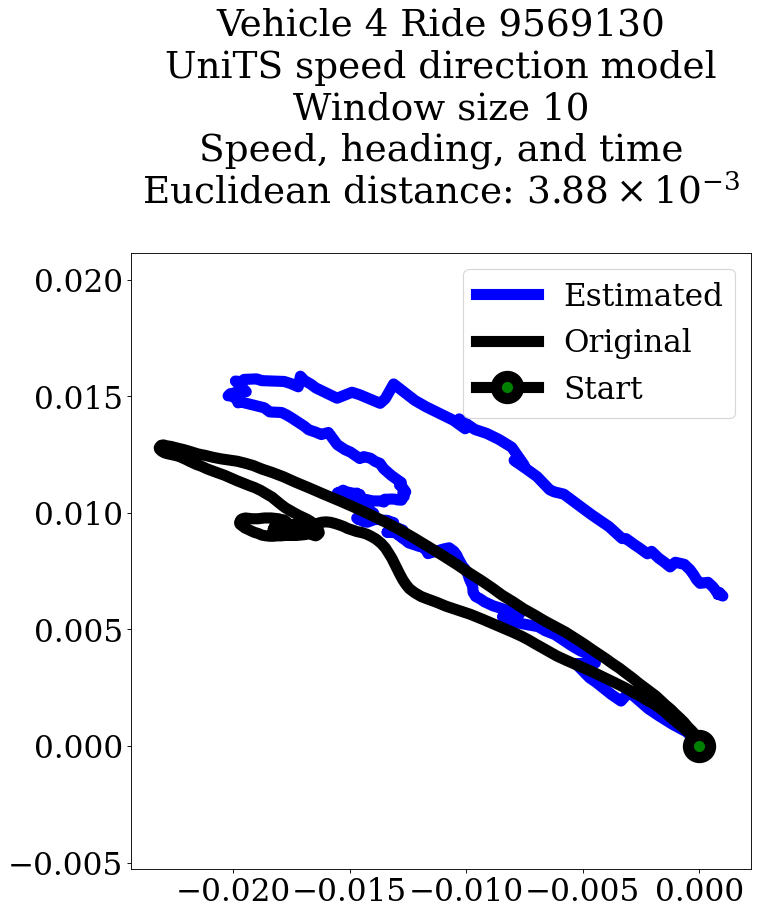 Vehicle 4 Ride 9569130
UniTS speed direction model
Window size 10
Speed, heading, and time
Euclidean distance: 3.88 × 10⁻³
0.020
0.015
0.010
0.005
0.000
−0.005
Estimated
Original
Start
−0.020 −0.015 −0.010 −0.005 0.000